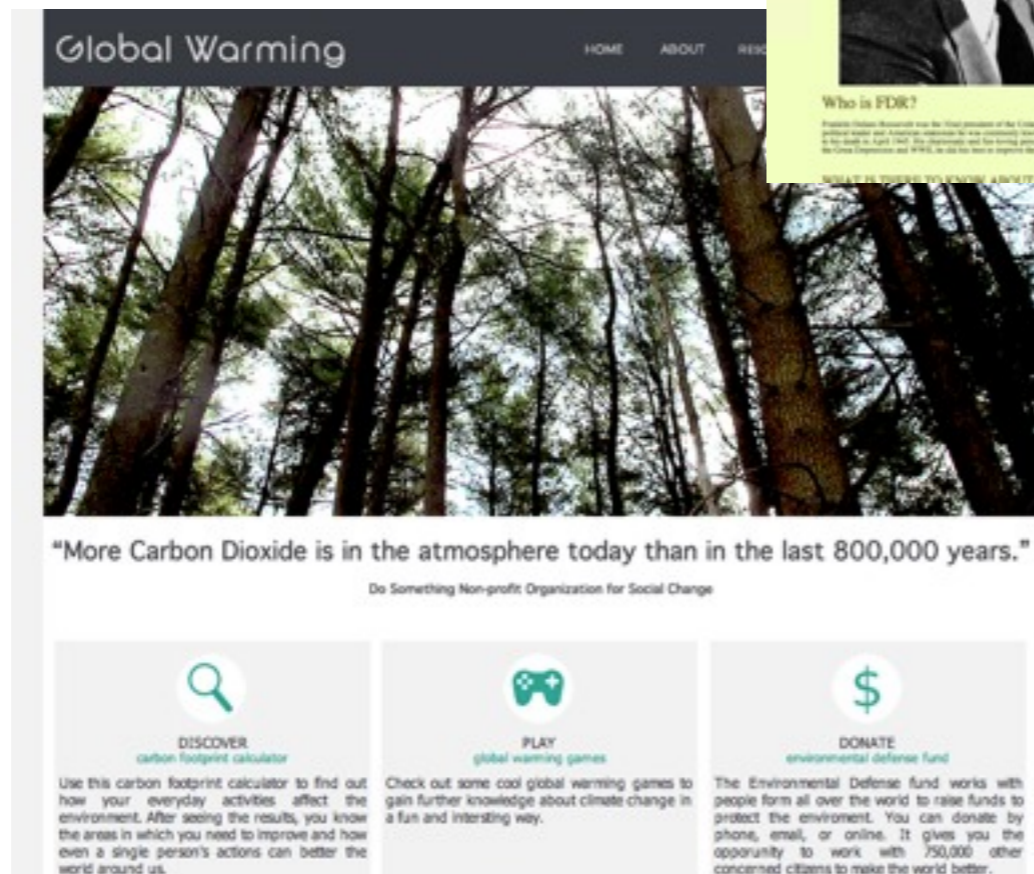 Global Warming
HOME ABOUT
Who is FDR?
WHAT IS THERE TO KNOW ABOUT
“More Carbon Dioxide is in the atmosphere today than in the last 800,000 years.”
Do Something Non-profit Organization for Social Change
DISCOVER
carbon footprint calculator
Use this carbon footprint calculator to find out
how your everyday activities affect the
environment. After seeing the results, you know
the areas in which you need to improve and how
even a single person's actions can better the
world around us.
PLAY
global warming games
Check out some cool global warming games to
gain further knowledge about climate change in
a fun and intersting way.
DONATE
environmental defense fund
The Environmental Defense fund works with
people form all over the world to raise funds to
protect the enviroment. You can donate by
phone, email, or online. It gives you the
opporunity to work with 750,000 other
concerned citizens to make the world better.